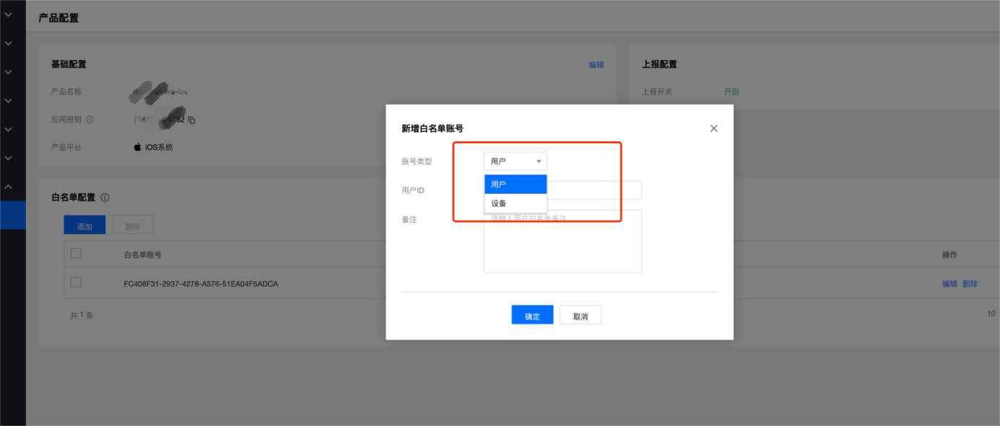 产品配置
基础配置
编辑
产品名称
era-ios
应用密钥
7181
8182
产品平台
iOS系统
上报配置
上报开关
开启
白名单配置
添加
删除
白名单账号
操作
FC408F31-2937-4278-A576-51EA04F5ADCA
编辑 删除
共 1 条
10
新增白名单账号
账号类型
用户
用户
设备
用户ID
备注
请输入用户白名单备注
确定
取消